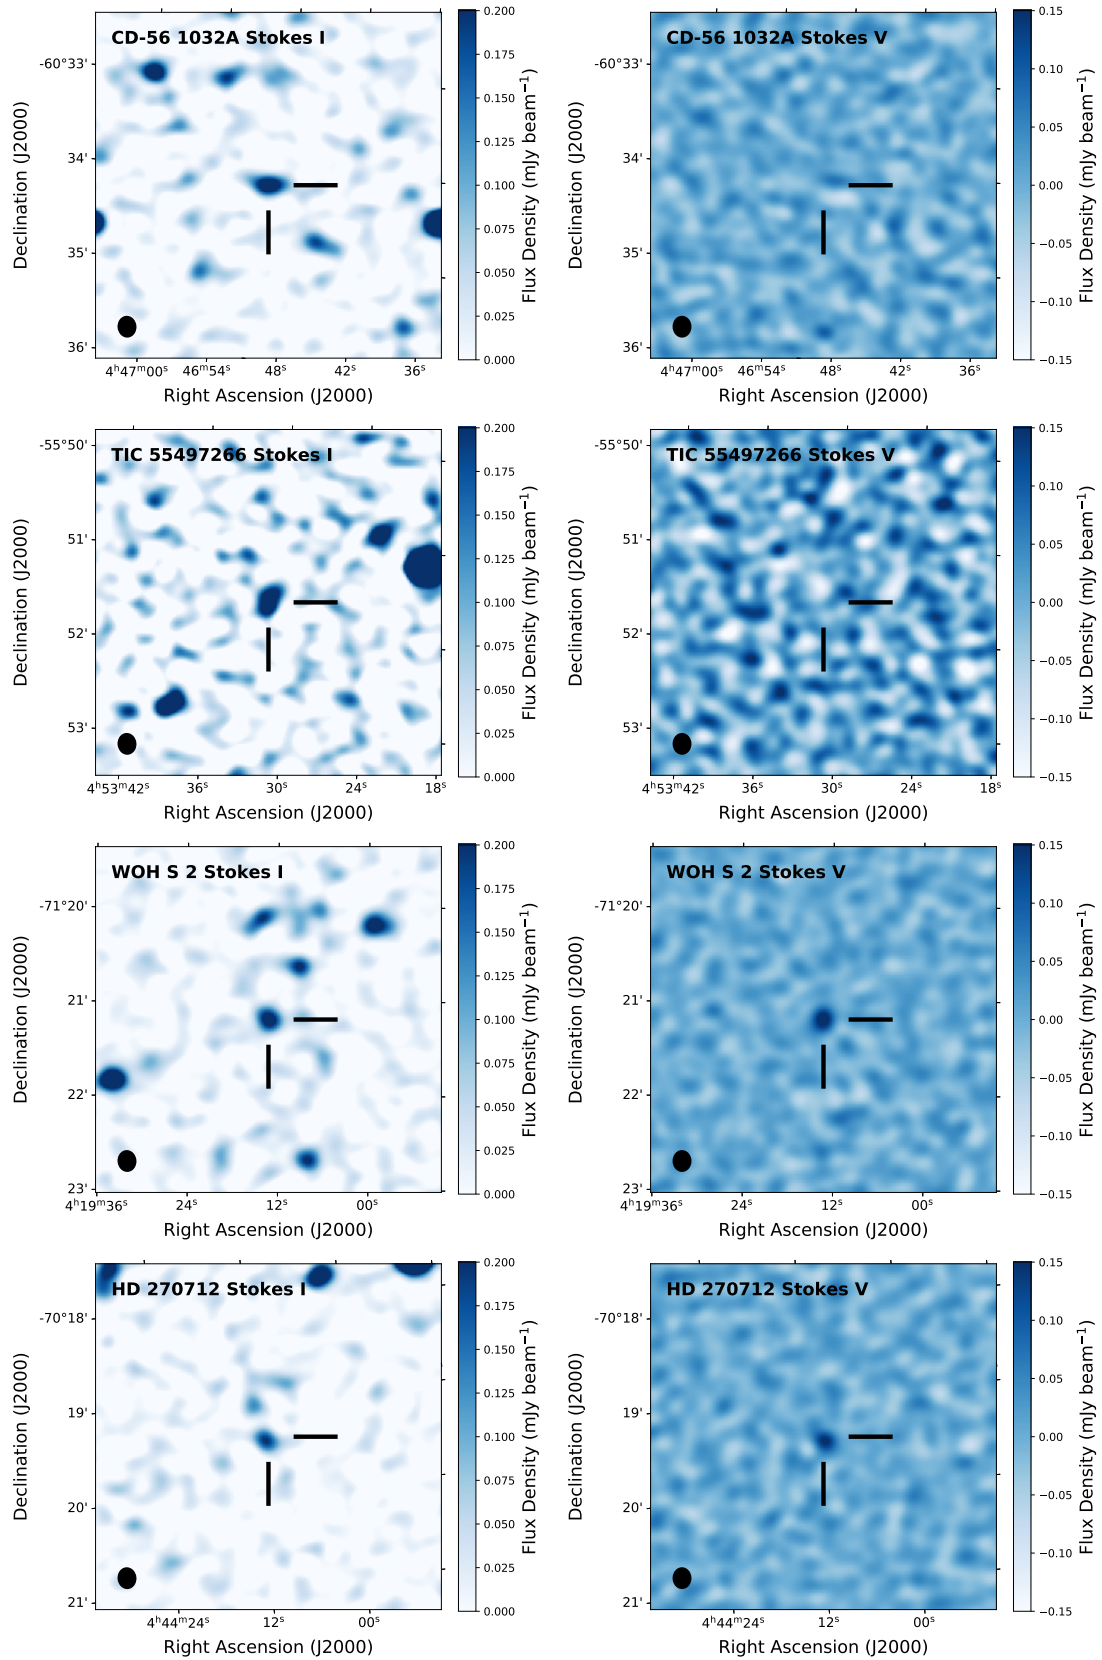 CD-56 1032A Stokes I
-60°33'
34'
35'
36'
4ʰ47ᵐ00ˢ 46ᵐ54ˢ 48ˢ 42ˢ 36ˢ
Right Ascension (J2000)
Declination (J2000)
0.200
0.175
0.150
0.125
0.100
0.075
0.050
0.025
0.000
Flux Density (mJy beam⁻¹)
CD-56 1032A Stokes V
-60°33'
34'
35'
36'
4ʰ47ᵐ00ˢ 46ᵐ54ˢ 48ˢ 42ˢ 36ˢ
Right Ascension (J2000)
Declination (J2000)
0.15
0.10
0.05
0.00
−0.05
−0.10
−0.15
Flux Density (mJy beam⁻¹)
TIC 55497266 Stokes I
-55°50'
51'
52'
53'
4ʰ53ᵐ42ˢ 36ˢ 30ˢ 24ˢ 18ˢ
Right Ascension (J2000)
Declination (J2000)
0.200
0.175
0.150
0.125
0.100
0.075
0.050
0.025
0.000
Flux Density (mJy beam⁻¹)
TIC 55497266 Stokes V
-55°50'
51'
52'
53'
4ʰ53ᵐ42ˢ 36ˢ 30ˢ 24ˢ 18ˢ
Right Ascension (J2000)
Declination (J2000)
0.15
0.10
0.05
0.00
−0.05
−0.10
−0.15
Flux Density (mJy beam⁻¹)
WOH S 2 Stokes I
-71°20'
21'
22'
23'
4ʰ19ᵐ36ˢ 24ˢ 12ˢ 00ˢ
Right Ascension (J2000)
Declination (J2000)
0.200
0.175
0.150
0.125
0.100
0.075
0.050
0.025
0.000
Flux Density (mJy beam⁻¹)
WOH S 2 Stokes V
-71°20'
21'
22'
23'
4ʰ19ᵐ36ˢ 24ˢ 12ˢ 00ˢ
Right Ascension (J2000)
Declination (J2000)
0.15
0.10
0.05
0.00
−0.05
−0.10
−0.15
Flux Density (mJy beam⁻¹)
HD 270712 Stokes I
-70°18'
19'
20'
21'
4ʰ44ᵐ24ˢ 12ˢ 00ˢ
Right Ascension (J2000)
Declination (J2000)
0.200
0.175
0.150
0.125
0.100
0.075
0.050
0.025
0.000
Flux Density (mJy beam⁻¹)
HD 270712 Stokes V
-70°18'
19'
20'
21'
4ʰ44ᵐ24ˢ 12ˢ 00ˢ
Right Ascension (J2000)
Declination (J2000)
0.15
0.10
0.05
0.00
−0.05
−0.10
−0.15
Flux Density (mJy beam⁻¹)